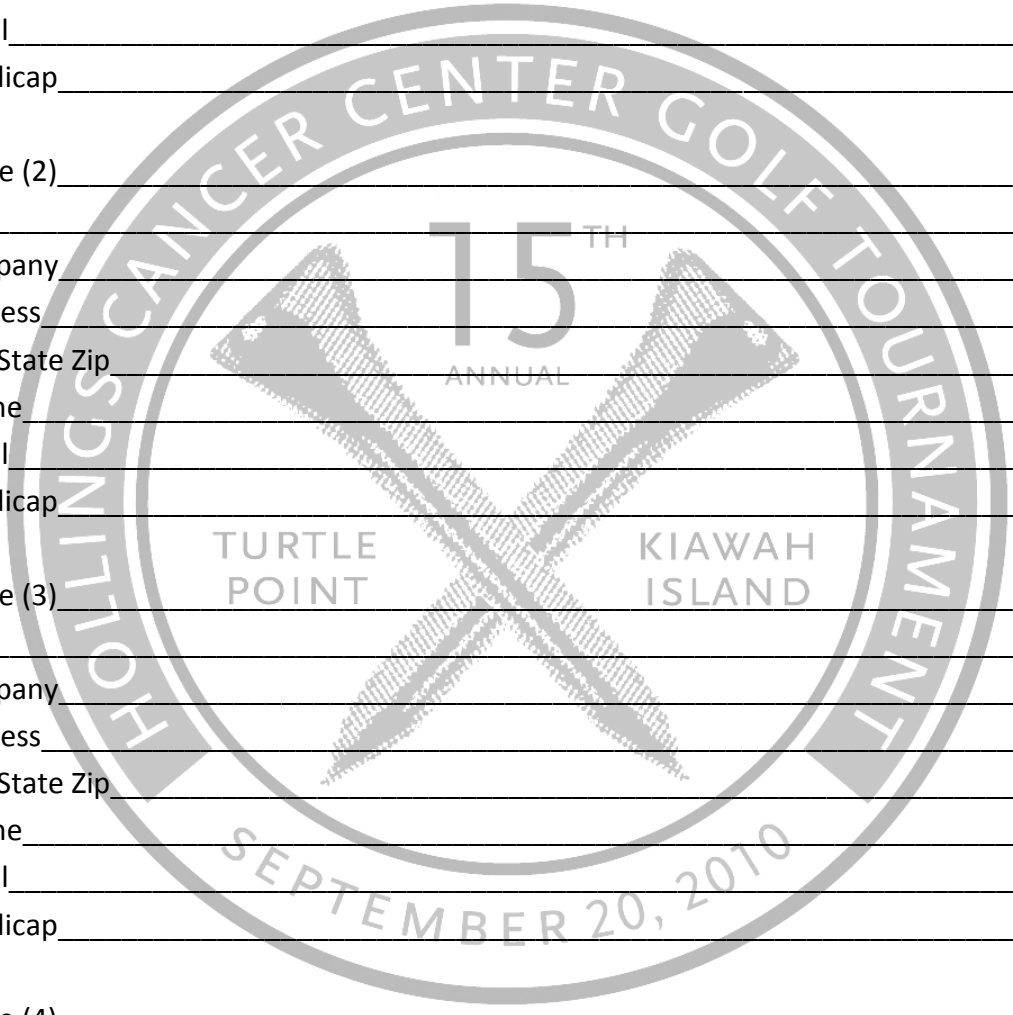 l
licap
e (2)
pany
ess
State Zip
ne
l
licap
e (3)
pany
ess
State Zip
ne
l
licap
e (4)
HOLLINGS CANCER CENTER GOLF TOURNAMENT
15TH
ANNUAL
TURTLE
POINT
KIAWAH
ISLAND
SEPTEMBER 20, 2010